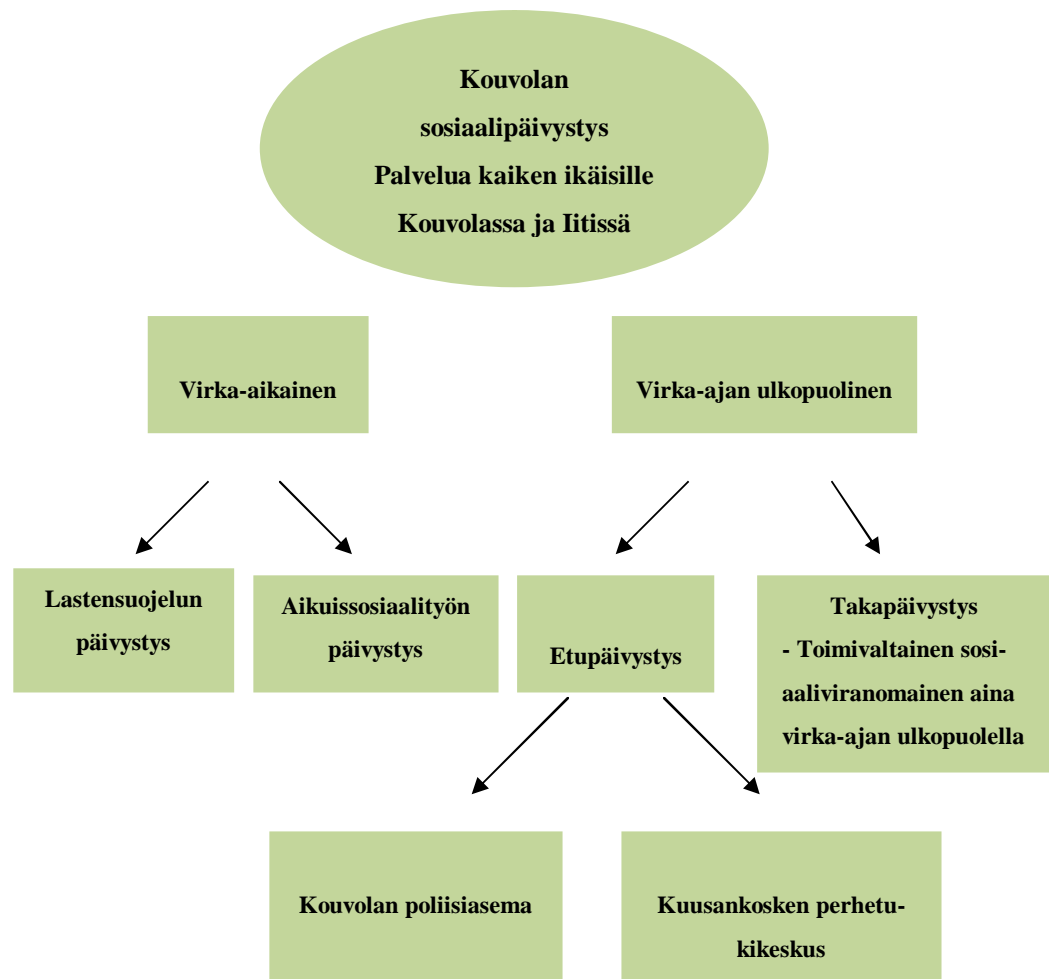 Kouvolan
sosiaalipäivystys
Palvelua kaiken ikäisille
Kouvolassa ja Iitissä
Virka-aikainen
Virka-ajan ulkopuolinen
Lastensuojelun
päivystys
Aikuissosiaalityön
päivystys
Etupäivystys
Takapäivystys
- Toimivaltainen sosi-
aaliviranomainen aina
virka-ajan ulkopuolella
Kouvolan poliisiasema
Kuusankosken perhetu-
kikeskus